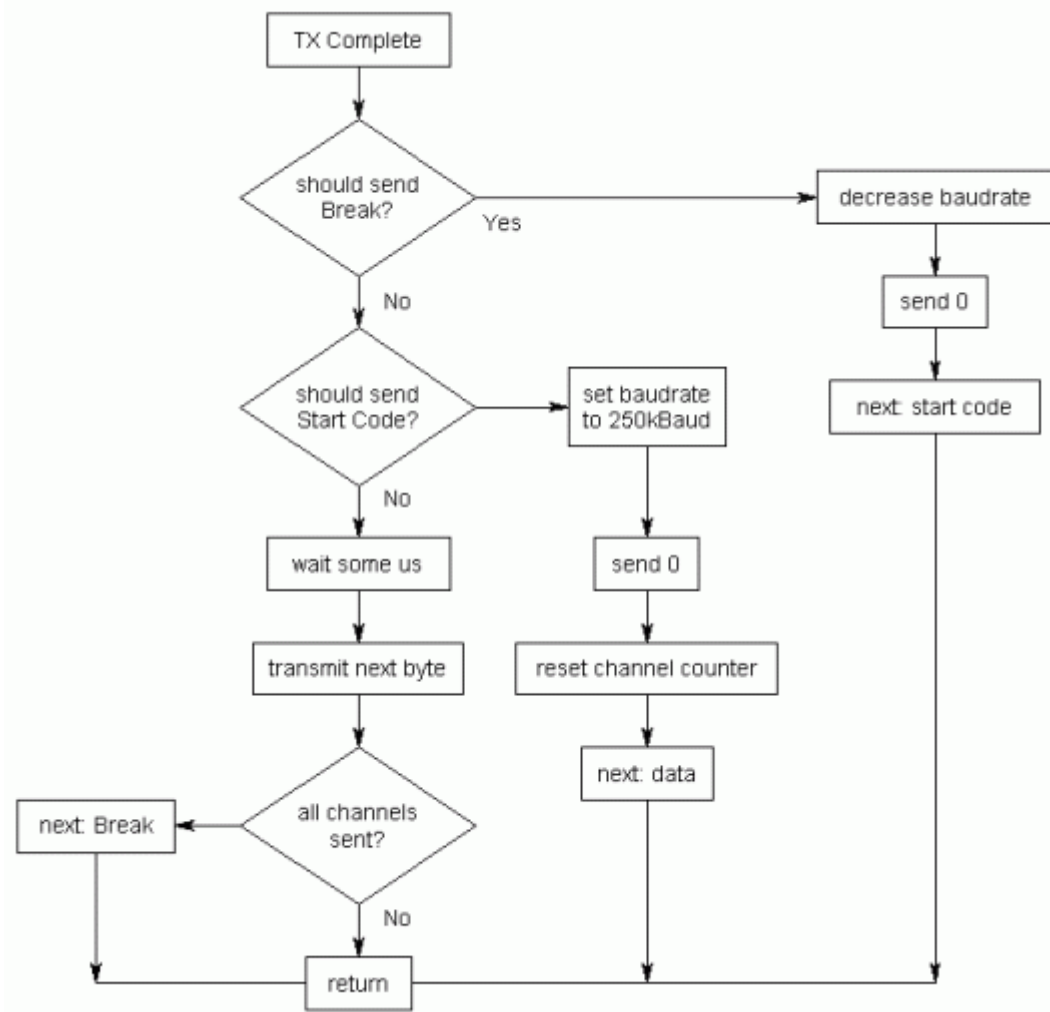 TX Complete
should send
Break?
Yes
decrease baudrate
No
send 0
should send
Start Code?
set baudrate
to 250kBaud
next: start code
No
wait some us
send 0
transmit next byte
reset channel counter
next: data
all channels
sent?
next: Break
No
return